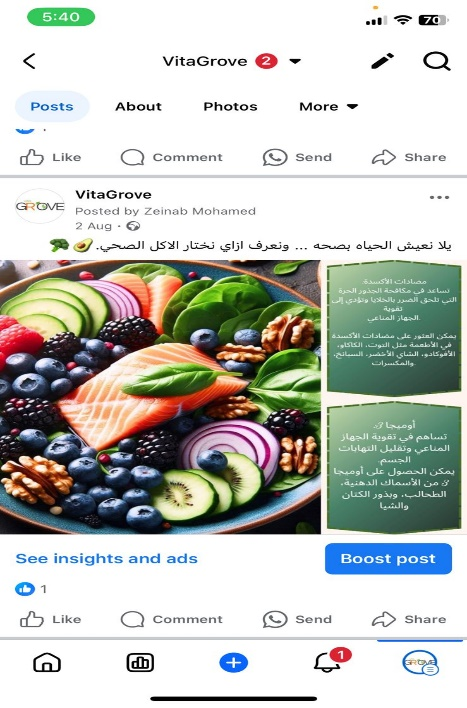 5:40
70
VitaGrove 2
Posts About Photos More
Like Comment Send Share
GROVE VitaGrove
Posted by Zeinab Mohamed
2 Aug ·
يلا نعيش الحياه بصحه ... ونعرف ازاي نختار الاكل الصحي.
مضادات الأكسدة:
تساعد في مكافحة الجذور الحرة
التي تلحق الضرر بالخلايا وتؤدي إلى
تقوية
الجهاز المناعي.
يمكن العثور على مضادات الأكسدة
في الأطعمة مثل التوت، الكاكاو،
الأفوكادو، الشاي الأخضر، السبانخ،
والمكسرات.
أوميجا ٣:
تساهم في تقوية الجهاز
المناعي وتقليل التهابات
الجسم.
يمكن الحصول على أوميجا
٣ من الأسماك الدهنية،
الطحالب، وبذور الكتان
والشيا
See insights and ads Boost post
1
Like Comment Send Share
1
GROVE